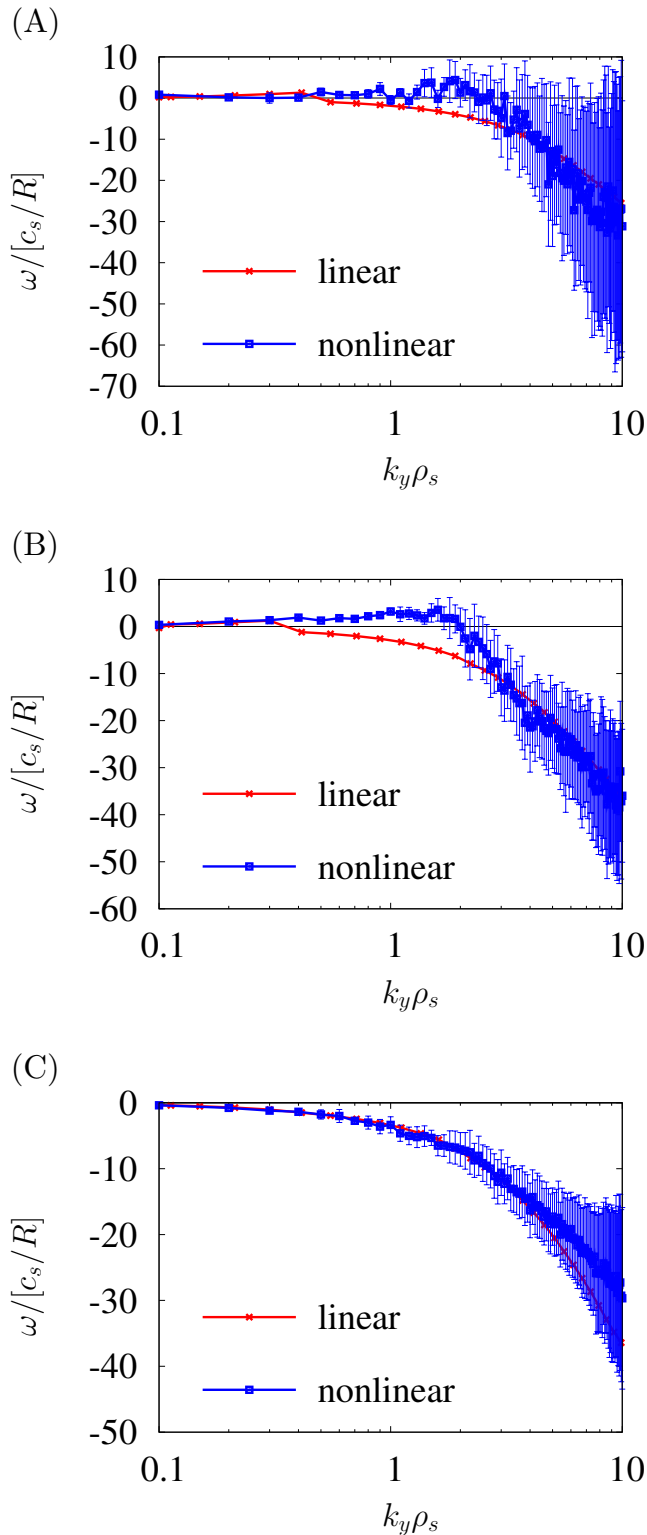 (A)
10
0
-10
-20
-30
-40
-50
-60
-70
ω/[c_s/R]
linear
nonlinear
0.1
1
10
k_yρ_s
(B)
10
0
-10
-20
-30
-40
-50
-60
ω/[c_s/R]
linear
nonlinear
0.1
1
10
k_yρ_s
(C)
0
-10
-20
-30
-40
-50
ω/[c_s/R]
linear
nonlinear
0.1
1
10
k_yρ_s